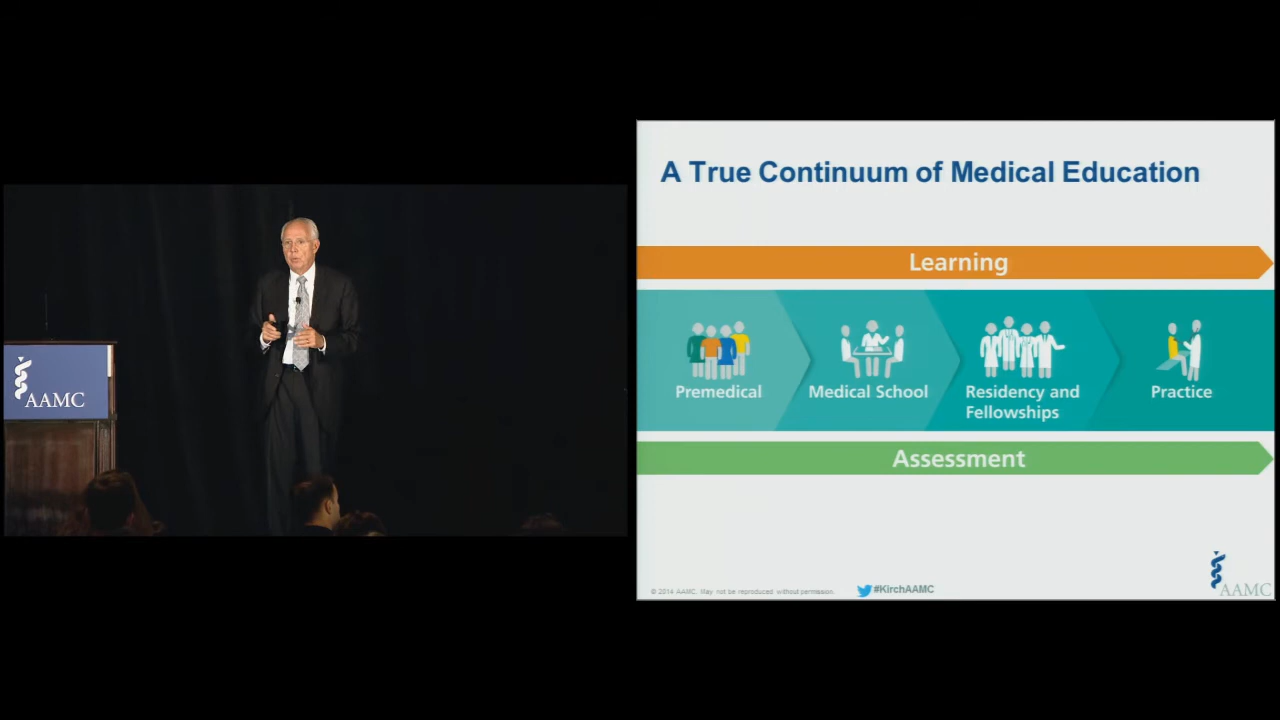 AAMC
A True Continuum of Medical Education
Learning
Premedical
Medical School
Residency and
Fellowships
Practice
Assessment
© 2014 AAMC. May not be reproduced without permission.
#KirchAAMC
AAMC